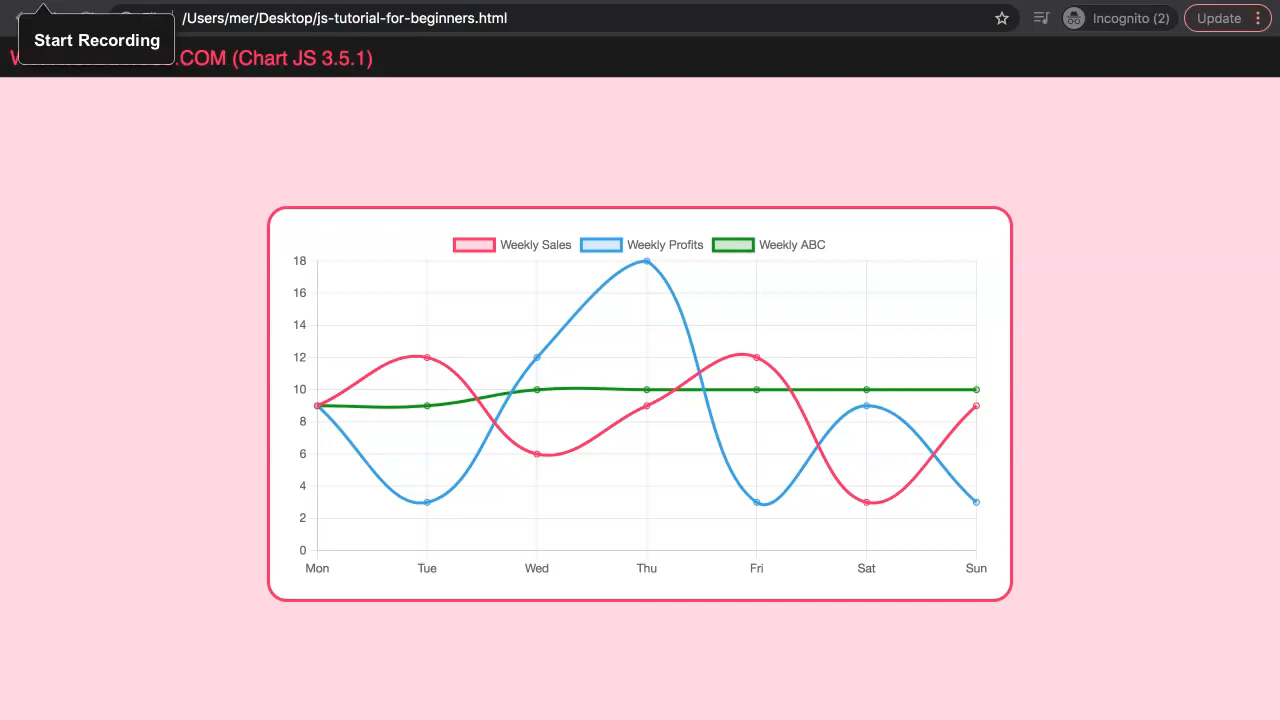 /Users/mer/Desktop/js-tutorial-for-beginners.html
Incognito (2)
Update
Start Recording
.COM (Chart JS 3.5.1)
Weekly Sales
Weekly Profits
Weekly ABC
18
16
14
12
10
8
6
4
2
0
Mon
Tue
Wed
Thu
Fri
Sat
Sun